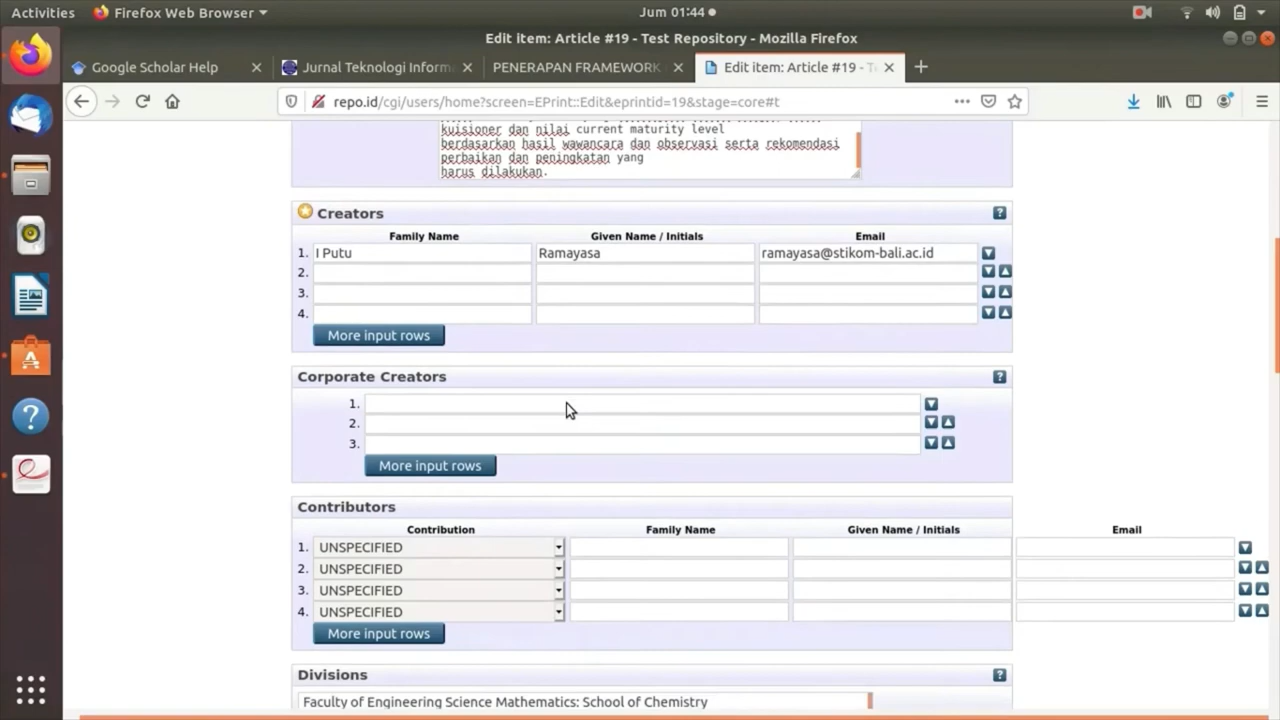 Activities
Firefox Web Browser
Jum 01:44
Edit item: Article #19 - Test Repository - Mozilla Firefox
Google Scholar Help
Jurnal Teknologi Inform
PENERAPAN FRAMEWORK
Edit item: Article #19 - Te
repo.id/cgi/users/home?screen=EPrint::Edit&eprintid=19&stage=core#t
kuisioner dan nilai current maturity level
berdasarkan hasil wawancara dan observasi serta rekomendasi
perbaikan dan peningkatan yang
harus dilakukan.
Creators
Family Name Given Name / Initials Email
1. I Putu Ramayasa ramayasa@stikom-bali.ac.id
2.
3.
4.
More input rows
Corporate Creators
1.
2.
3.
More input rows
Contributors
Contribution Family Name Given Name / Initials Email
1. UNSPECIFIED
2. UNSPECIFIED
3. UNSPECIFIED
4. UNSPECIFIED
More input rows
Divisions
Faculty of Engineering Science Mathematics: School of Chemistry